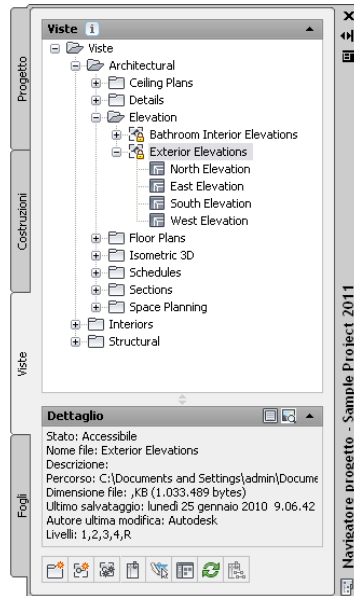 Viste
Viste
Architectural
Ceiling Plans
Details
Elevation
Bathroom Interior Elevations
Exterior Elevations
North Elevation
East Elevation
South Elevation
West Elevation
Floor Plans
Isometric 3D
Schedules
Sections
Space Planning
Interiors
Structural
Dettaglio
Stato: Accessibile
Nome file: Exterior Elevations
Descrizione:
Percorso: C:\Documents and Settings\admin\Docume
Dimensione file: ,KB (1.033.489 bytes)
Ultimo salvataggio: lunedì 25 gennaio 2010 9.06.42
Autore ultima modifica: Autodesk
Livelli: 1,2,3,4,R
Progetto
Costruzioni
Viste
Fogli
Navigatore progetto - Sample Project 2011